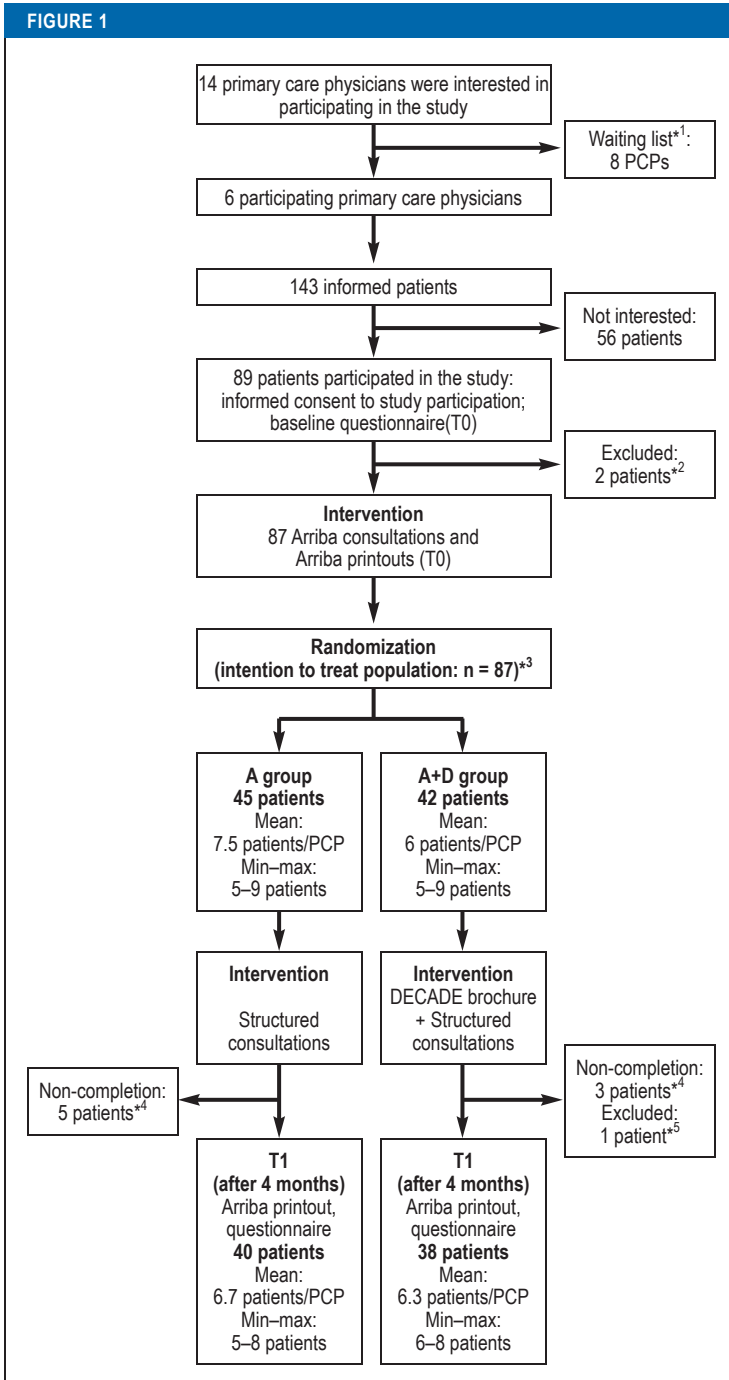 FIGURE 1
14 primary care physicians were interested in
participating in the study
Waiting list*1:
8 PCPs
6 participating primary care physicians
143 informed patients
Not interested:
56 patients
89 patients participated in the study:
informed consent to study participation;
baseline questionnaire(T0)
Excluded:
2 patients*2
Intervention
87 Arriba consultations and
Arriba printouts (T0)
Randomization
(intention to treat population: n = 87)*3
A group
45 patients
Mean:
7.5 patients/PCP
Min–max:
5–9 patients
A+D group
42 patients
Mean:
6 patients/PCP
Min–max:
5–9 patients
Intervention
Structured
consultations
Intervention
DECADE brochure
+ Structured
consultations
Non-completion:
5 patients*4
Non-completion:
3 patients*4
Excluded:
1 patient*5
T1
(after 4 months)
Arriba printout,
questionnaire
40 patients
Mean:
6.7 patients/PCP
Min–max:
5–8 patients
T1
(after 4 months)
Arriba printout,
questionnaire
38 patients
Mean:
6.3 patients/PCP
Min–max:
6–8 patients